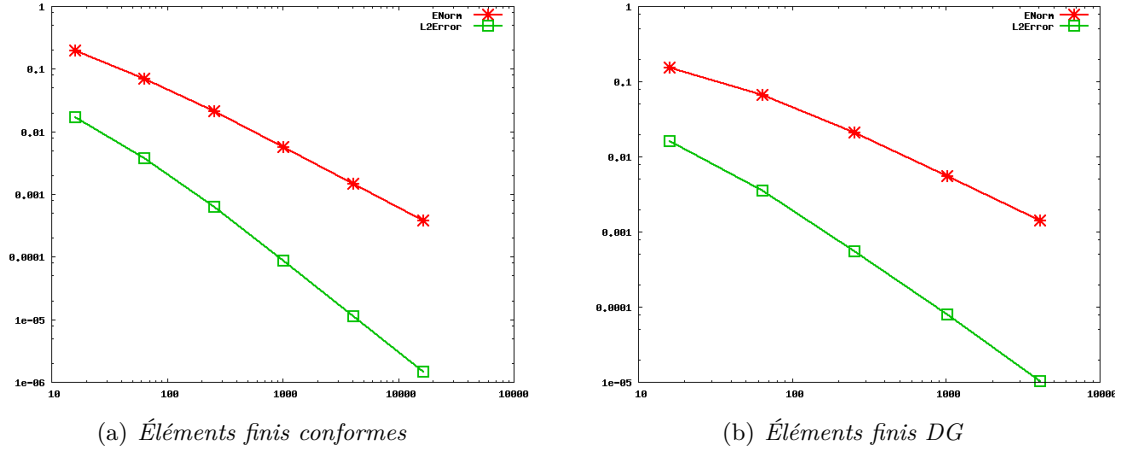 1
0.1
0.01
0.001
0.0001
1e-05
1e-06
10
100
1000
10000
100000
ENorm
L2Error
(a) Éléments finis conformes
1
0.1
0.01
0.001
0.0001
1e-05
10
100
1000
ENorm
L2Error
(b) Éléments finis DG